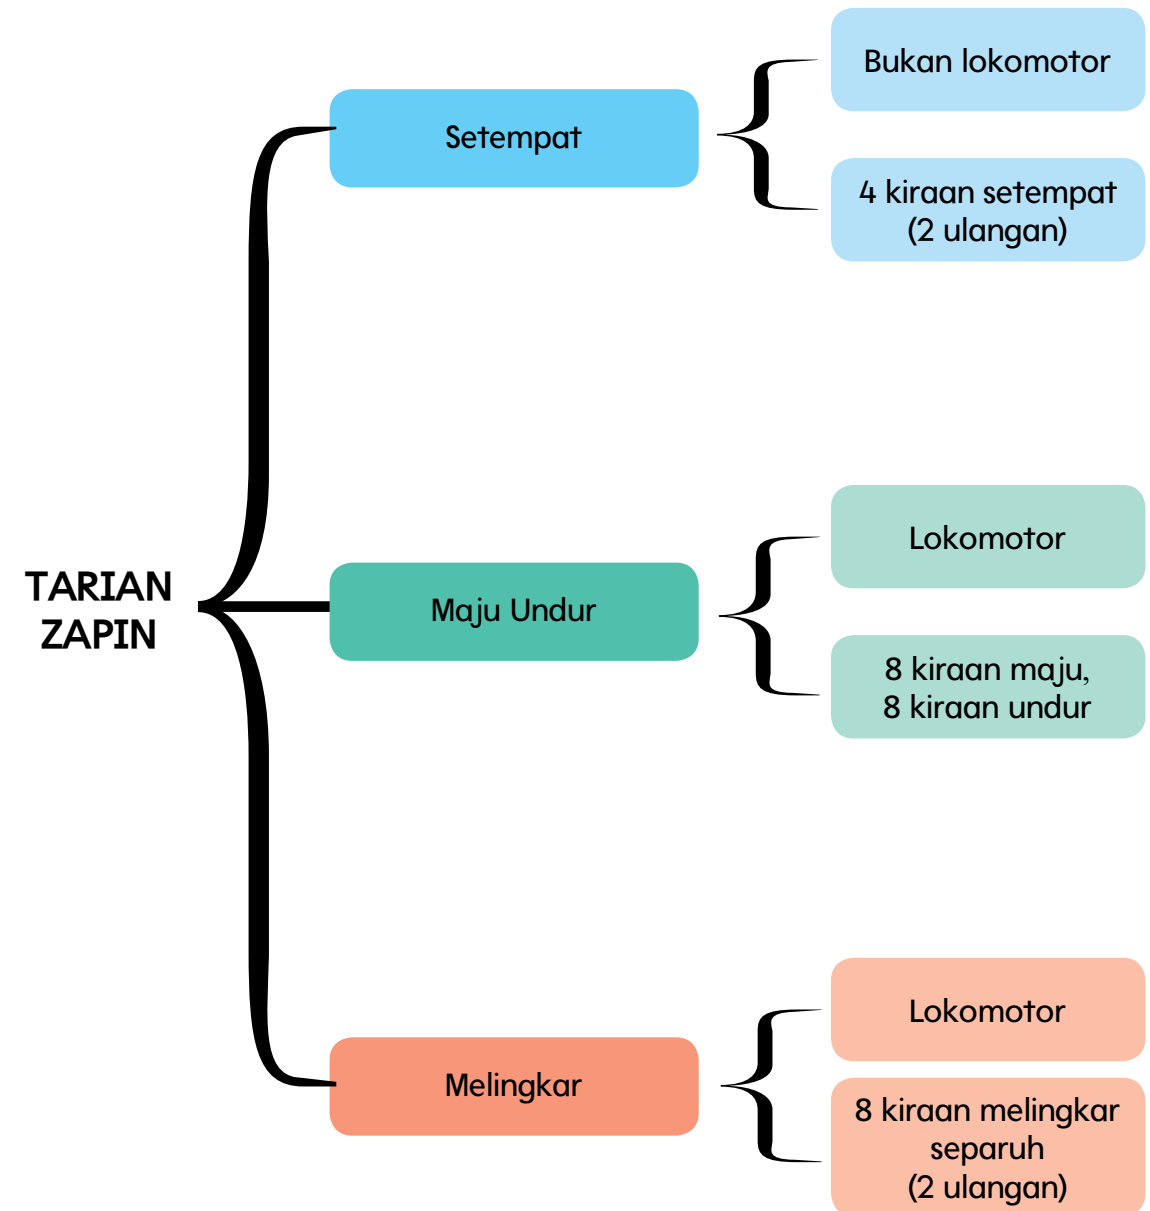 TARIAN
ZAPIN
Setempat
Bukan lokomotor
4 kiraan setempat
(2 ulangan)
Maju Undur
Lokomotor
8 kiraan maju,
8 kiraan undur
Melingkar
Lokomotor
8 kiraan melingkar
separuh
(2 ulangan)